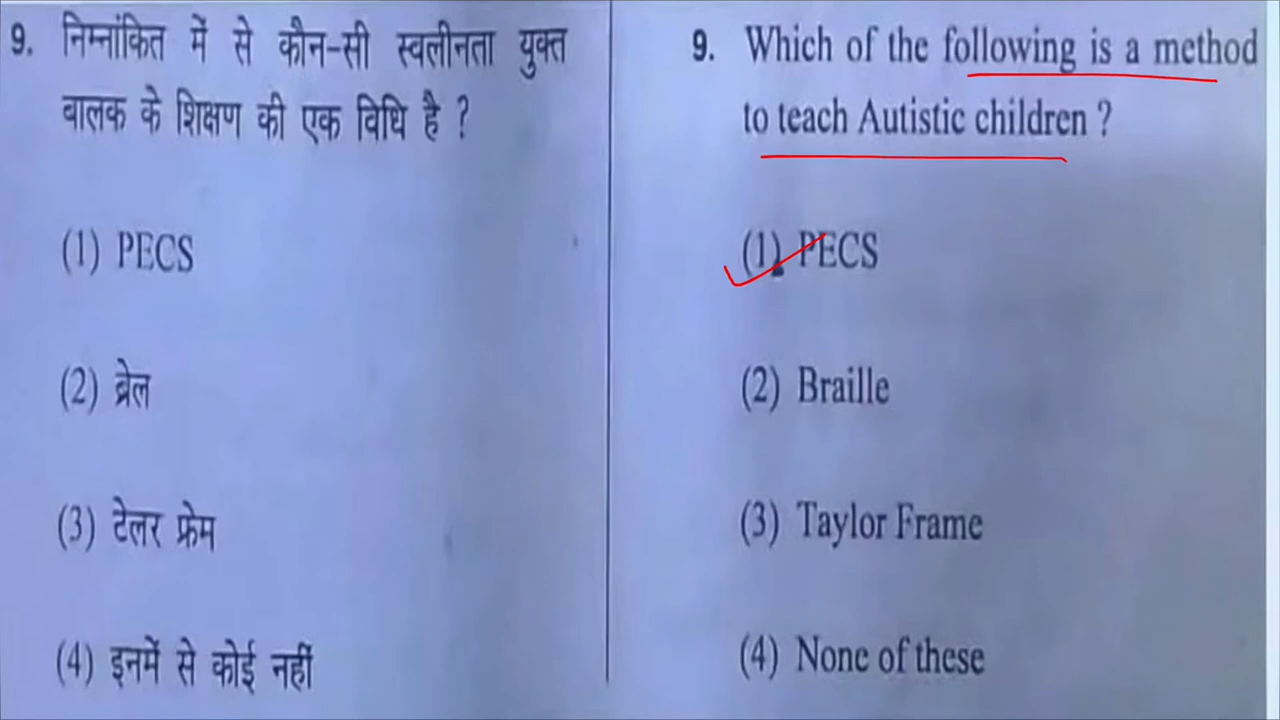 9. निम्नांकित में से कौन-सी स्वलीनता युक्त
बालक के शिक्षण की एक विधि है ?
(1) PECS
(2) ब्रेल
(3) टेलर फ्रेम
(4) इनमें से कोई नहीं
9. Which of the following is a method
to teach Autistic children ?
(1) PECS
(2) Braille
(3) Taylor Frame
(4) None of these